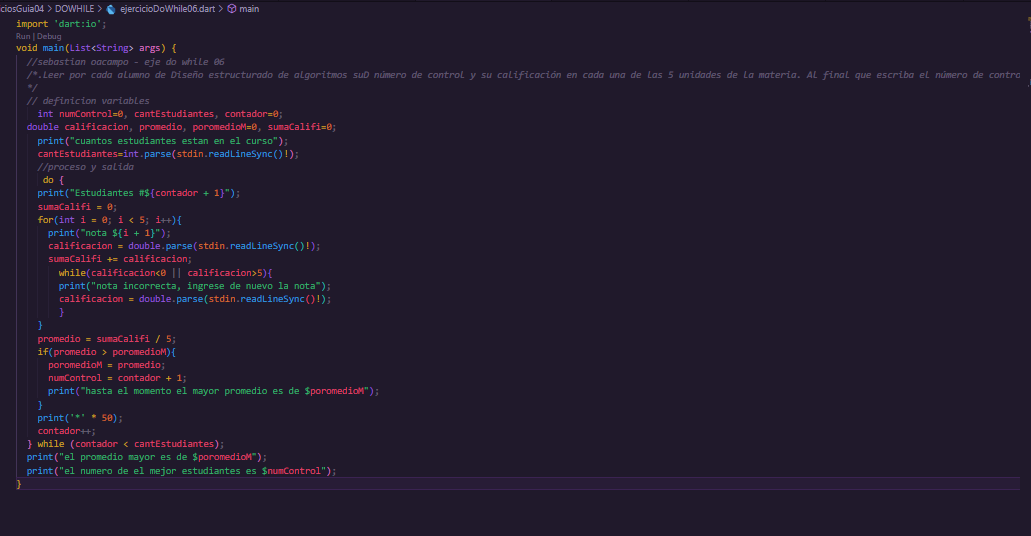 ciosGuia04 > DOWHILE > ejercicioDoWhile06.dart > main
import 'dart:io';
Run | Debug
void main(List<String> args) {
//sebastian oacampo - eje do while 06
/*.Leer por cada alumno de Diseño estructurado de algoritmos suD número de control y su calificación en cada una de las 5 unidades de la materia. Al final que escriba el número de contro
*/
// definicion variables
int numControl=0, cantEstudiantes, contador=0;
double calificacion, promedio, poromedioM=0, sumaCalifi=0;
print("cuantos estudiantes estan en el curso");
cantEstudiantes=int.parse(stdin.readLineSync()!);
//proceso y salida
do {
print("Estudiantes #${contador + 1}");
sumaCalifi = 0;
for(int i = 0; i < 5; i++){
print("nota ${i + 1}");
calificacion = double.parse(stdin.readLineSync()!);
sumaCalifi += calificacion;
while(calificacion<0 || calificacion>5){
print("nota incorrecta, ingrese de nuevo la nota");
calificacion = double.parse(stdin.readLineSync()!);
}
}
promedio = sumaCalifi / 5;
if(promedio > poromedioM){
poromedioM = promedio;
numControl = contador + 1;
print("hasta el momento el mayor promedio es de $poromedioM");
}
print('*' * 50);
contador++;
} while (contador < cantEstudiantes);
print("el promedio mayor es de $poromedioM");
print("el numero de el mejor estudiantes es $numControl");
}